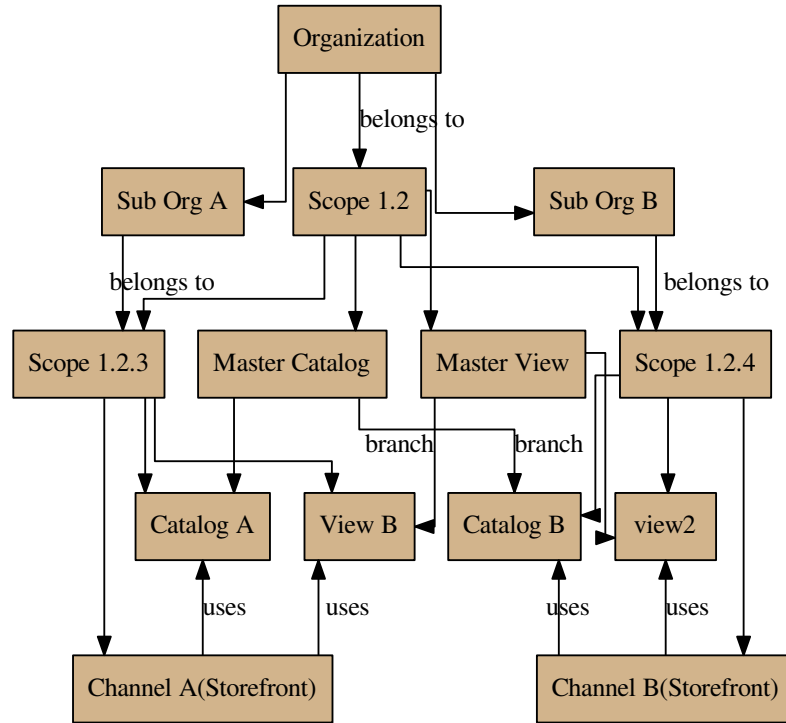 Organization
belongs to
Sub Org A
Scope 1.2
Sub Org B
belongs to
belongs to
Scope 1.2.3
Master Catalog
Master View
Scope 1.2.4
branch
branch
Catalog A
View B
Catalog B
view2
uses
uses
uses
uses
Channel A(Storefront)
Channel B(Storefront)